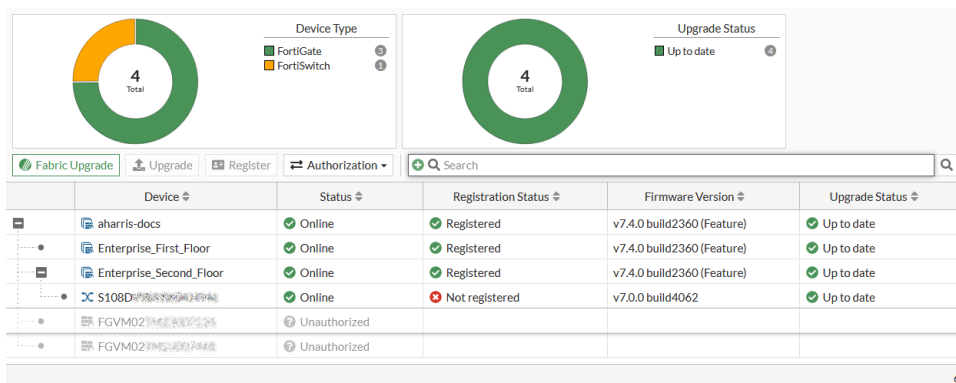 Device Type
FortiGate 3
FortiSwitch 1
4
Total
Upgrade Status
Up to date 4
4
Total
Fabric Upgrade Upgrade Register Authorization Search
Device Status Registration Status Firmware Version Upgrade Status
aharris-docs Online Registered v7.4.0 build2360 (Feature) Up to date
Enterprise_First_Floor Online Registered v7.4.0 build2360 (Feature) Up to date
Enterprise_Second_Floor Online Registered v7.4.0 build2360 (Feature) Up to date
S108D Online Not registered v7.0.0 build4062 Up to date
FGVM02 Unauthorized
FGVM02 Unauthorized